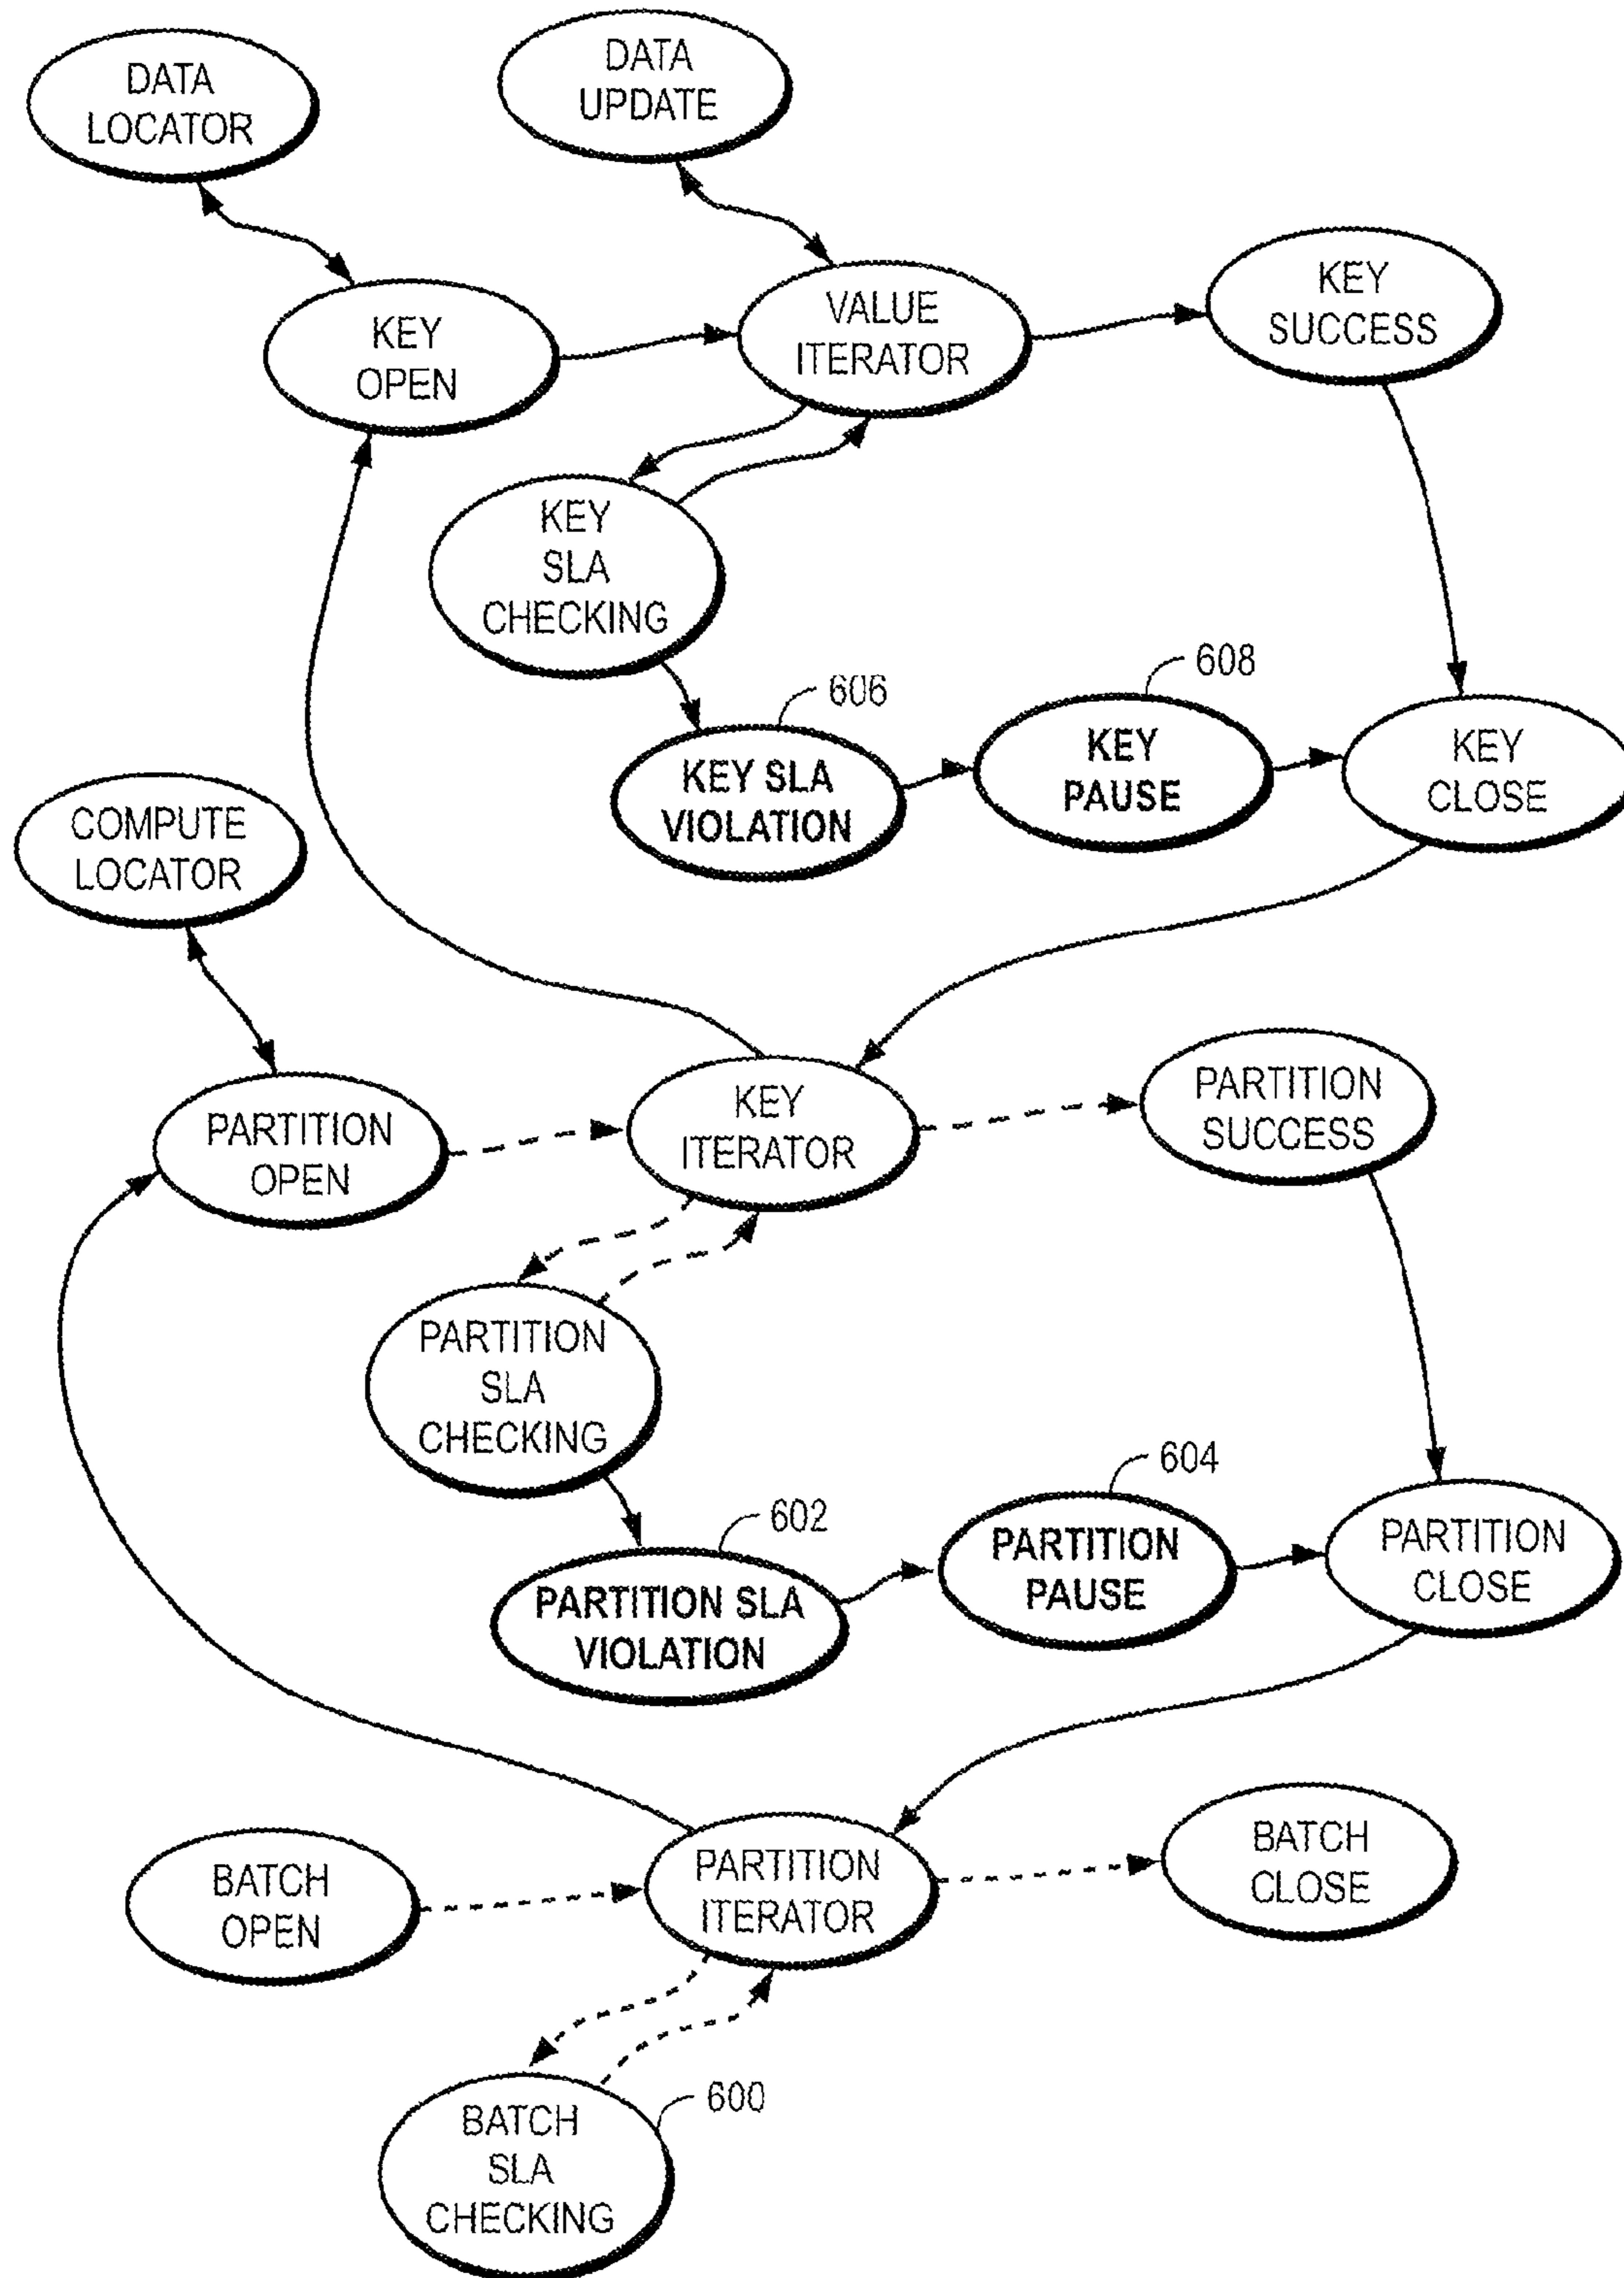 DATA
LOCATOR
DATA
UPDATE
KEY
OPEN
VALUE
ITERATOR
KEY
SUCCESS
KEY
SLA
CHECKING
606
KEY SLA
VIOLATION
608
KEY
PAUSE
KEY
CLOSE
COMPUTE
LOCATOR
PARTITION
OPEN
KEY
ITERATOR
PARTITION
SUCCESS
PARTITION
SLA
CHECKING
602
PARTITION SLA
VIOLATION
604
PARTITION
PAUSE
PARTITION
CLOSE
BATCH
OPEN
PARTITION
ITERATOR
BATCH
CLOSE
600
BATCH
SLA
CHECKING